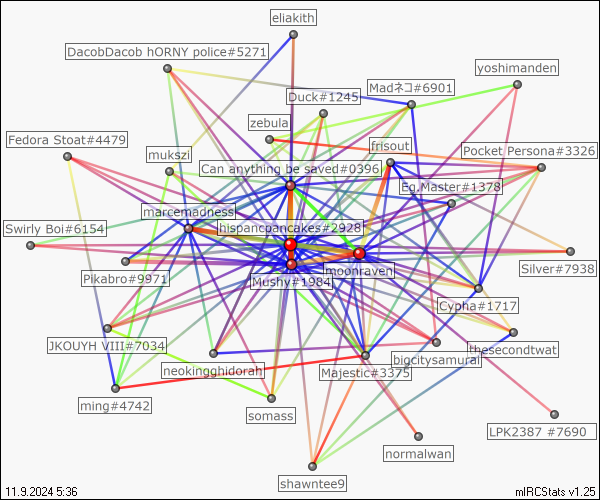 eliakith
DacobDacob hORNY police#5271
yoshimanden
Madネコ#6901
Duck#1245
zebula
Fedora Stoat#4479
mukszi
frisout
Pocket Persona#3326
Can anything be saved#0396
Eg.Master#1378
marcemadness
hispancpancakes#2928
Swirly Boi#6154
Pikabro#9971
Mushy#1984
moonraven
Silver#7938
Cypha#1717
JKOUYH VIII#7034
neokingghidorah
Majestic#3375
bigcitysamurai
thesecondtwat
ming#4742
somass
LPK2387 #7690
normalwan
shawntee9
11.9.2024 5:36
mIRCStats v1.25